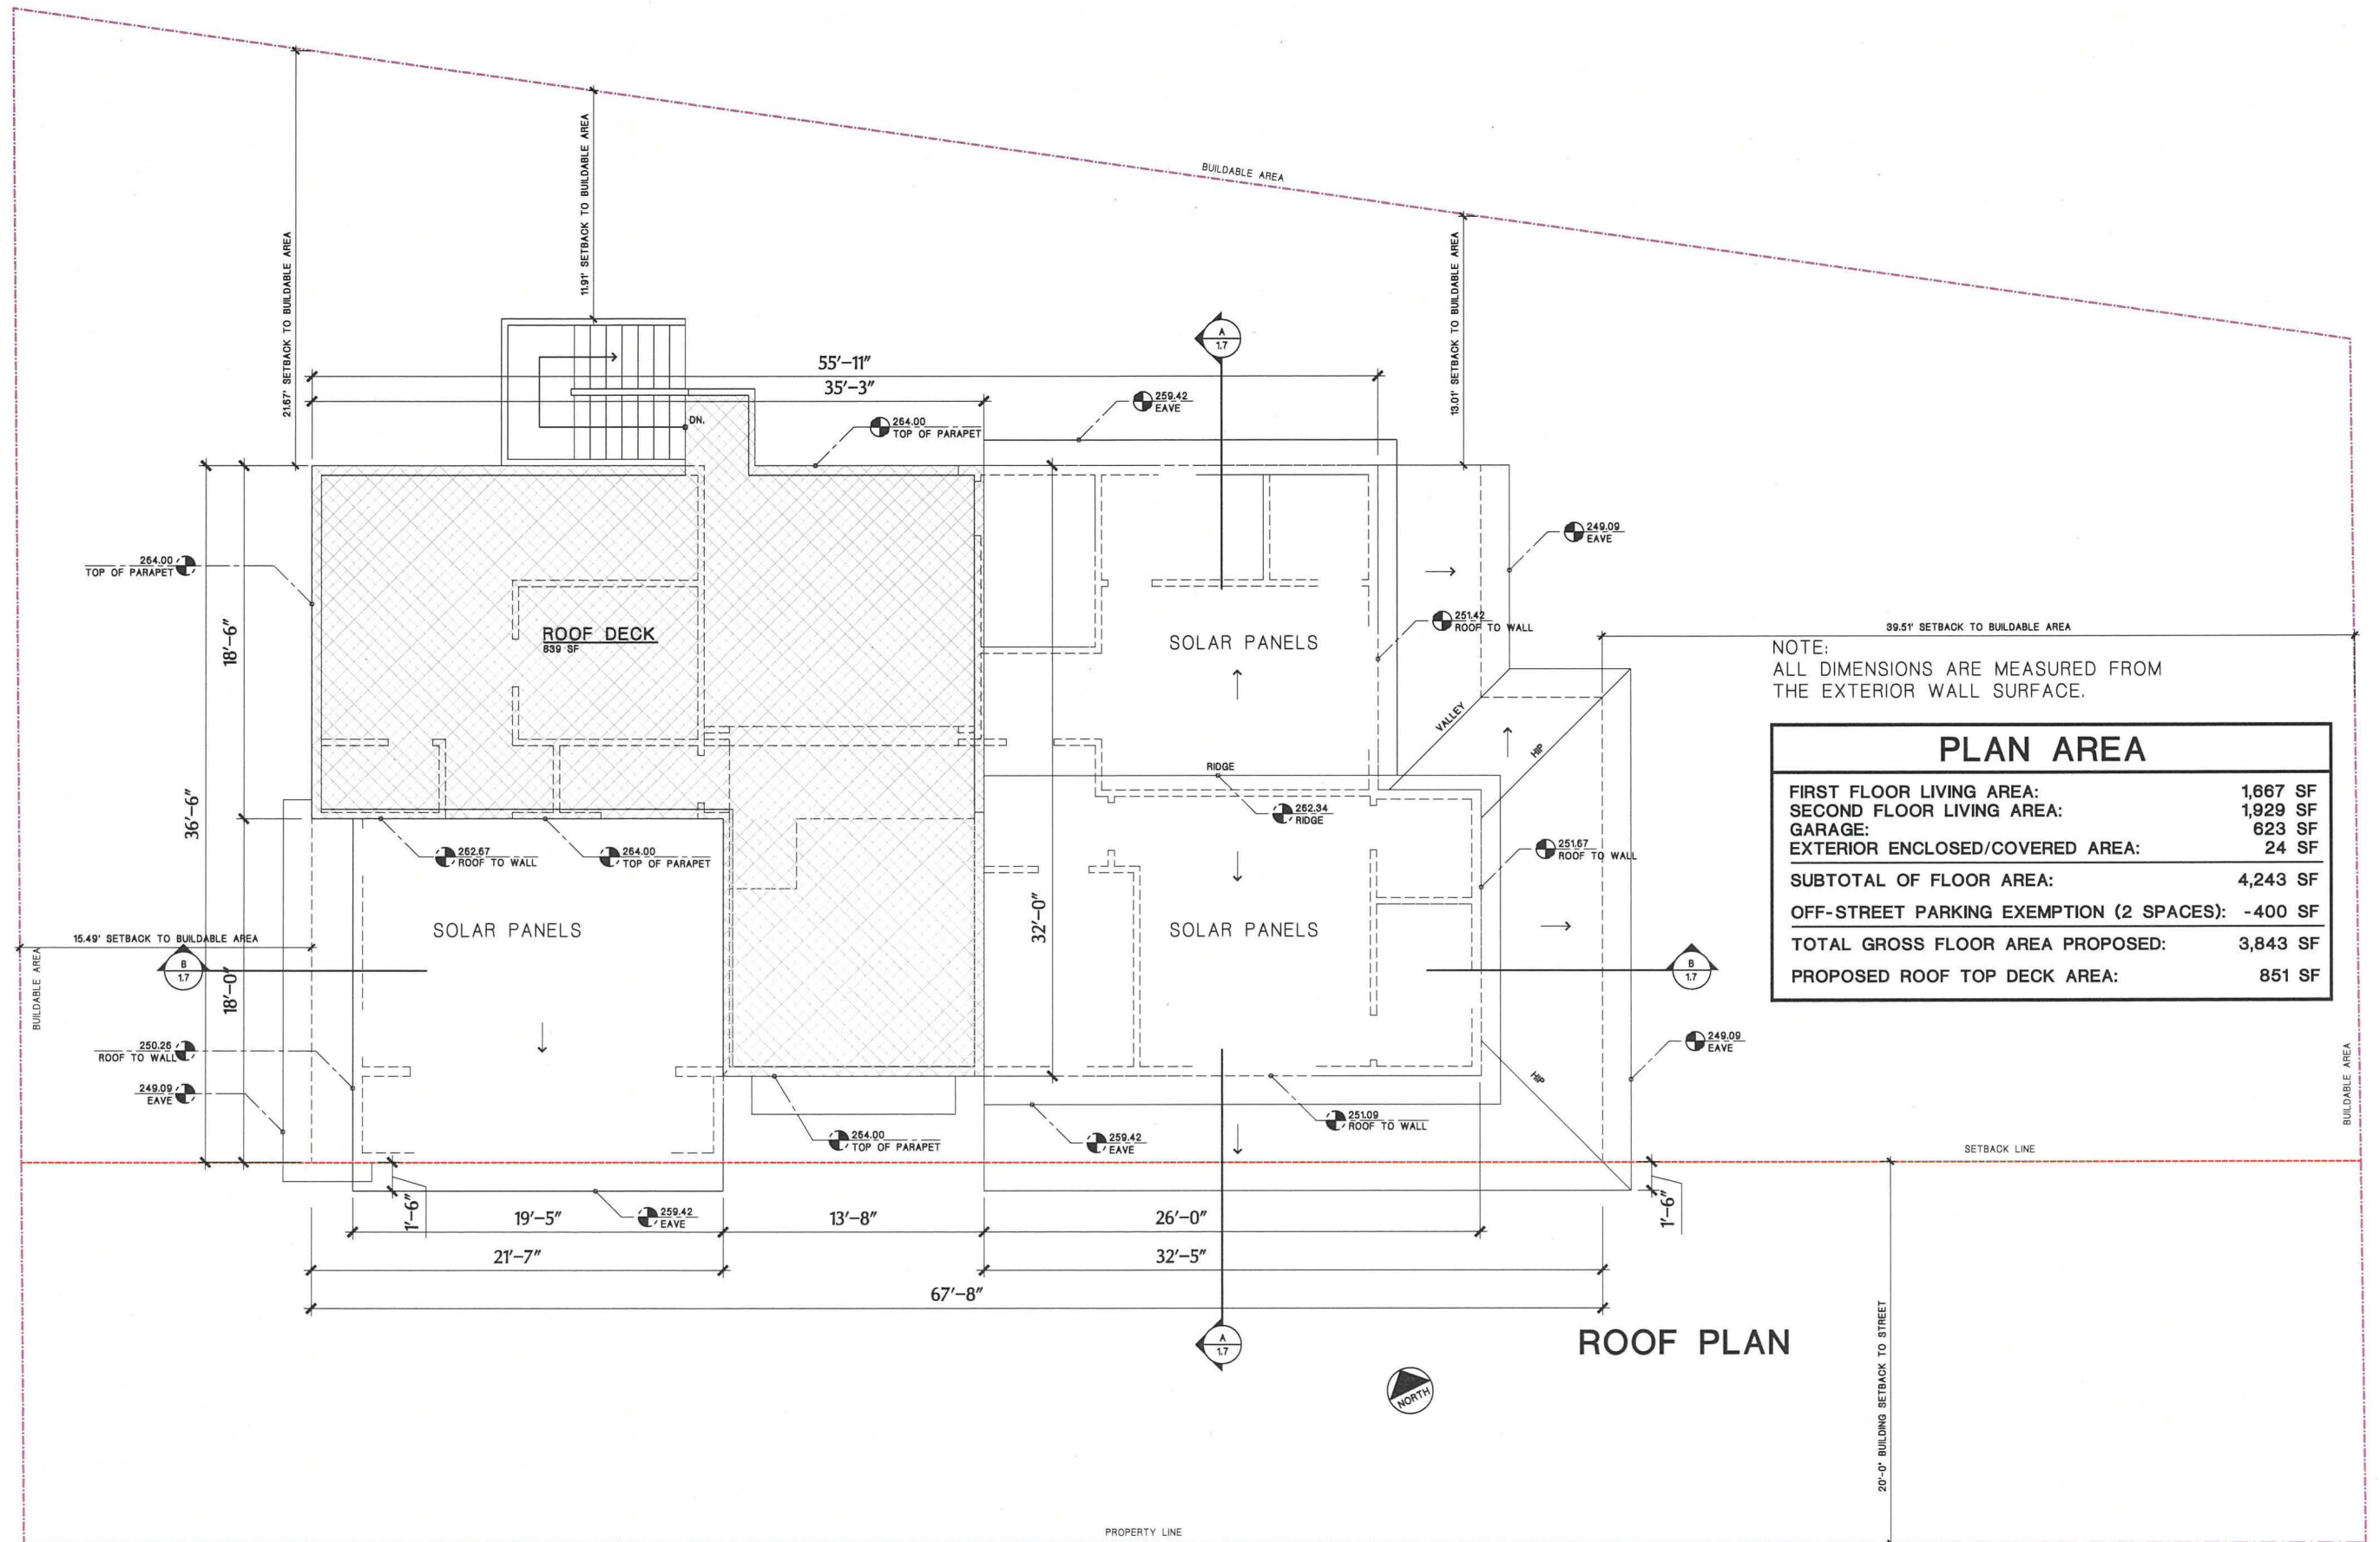 BUILDABLE AREA
21.67' SETBACK TO BUILDABLE AREA
11.91' SETBACK TO BUILDABLE AREA
13.01' SETBACK TO BUILDABLE AREA
A
1.7
55'-11"
35'-3"
259.42
EAVE
DN.
264.00
TOP OF PARAPET
249.09
EAVE
264.00
TOP OF PARAPET
18'-6"
ROOF DECK
839 SF
SOLAR PANELS
251.42
ROOF TO WALL
39.51' SETBACK TO BUILDABLE AREA
NOTE:
ALL DIMENSIONS ARE MEASURED FROM
THE EXTERIOR WALL SURFACE.
VALLEY
HIP
RIDGE
36'-6"
262.34
RIDGE
262.67
ROOF TO WALL
264.00
TOP OF PARAPET
251.67
ROOF TO WALL
PLAN AREA
FIRST FLOOR LIVING AREA: 1,667 SF
SECOND FLOOR LIVING AREA: 1,929 SF
GARAGE: 623 SF
EXTERIOR ENCLOSED/COVERED AREA: 24 SF
SUBTOTAL OF FLOOR AREA: 4,243 SF
OFF-STREET PARKING EXEMPTION (2 SPACES): -400 SF
TOTAL GROSS FLOOR AREA PROPOSED: 3,843 SF
PROPOSED ROOF TOP DECK AREA: 851 SF
SOLAR PANELS
32'-0"
SOLAR PANELS
15.49' SETBACK TO BUILDABLE AREA
B
1.7
B
1.7
BUILDABLE AREA
18'-0"
250.26
ROOF TO WALL
249.09
EAVE
249.09
EAVE
HIP
BUILDABLE AREA
264.00
TOP OF PARAPET
259.42
EAVE
251.09
ROOF TO WALL
SETBACK LINE
1'-6"
259.42
EAVE
1'-6"
19'-5"
13'-8"
26'-0"
21'-7"
32'-5"
67'-8"
A
1.7
ROOF PLAN
NORTH
20'-0" BUILDING SETBACK TO STREET
PROPERTY LINE